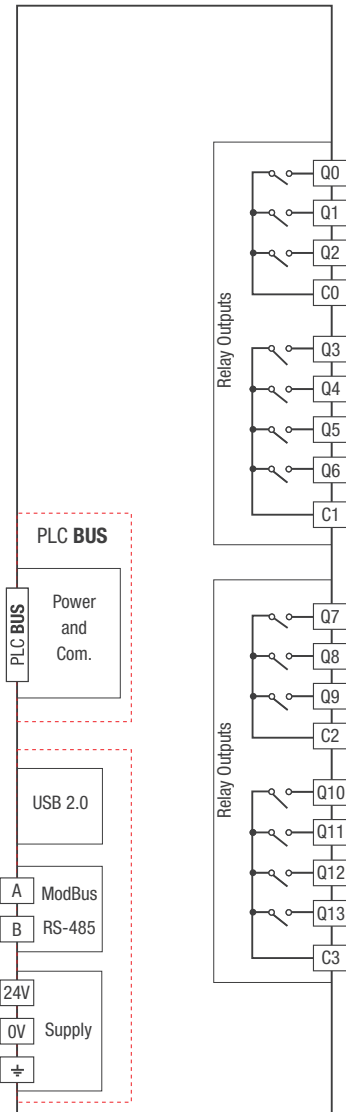 PLC BUS
PLC BUS
Power
and
Com.
USB 2.0
A
B
ModBus
RS-485
24V
0V
Supply
Relay Outputs
Q0
Q1
Q2
C0
Q3
Q4
Q5
Q6
C1
Relay Outputs
Q7
Q8
Q9
C2
Q10
Q11
Q12
Q13
C3